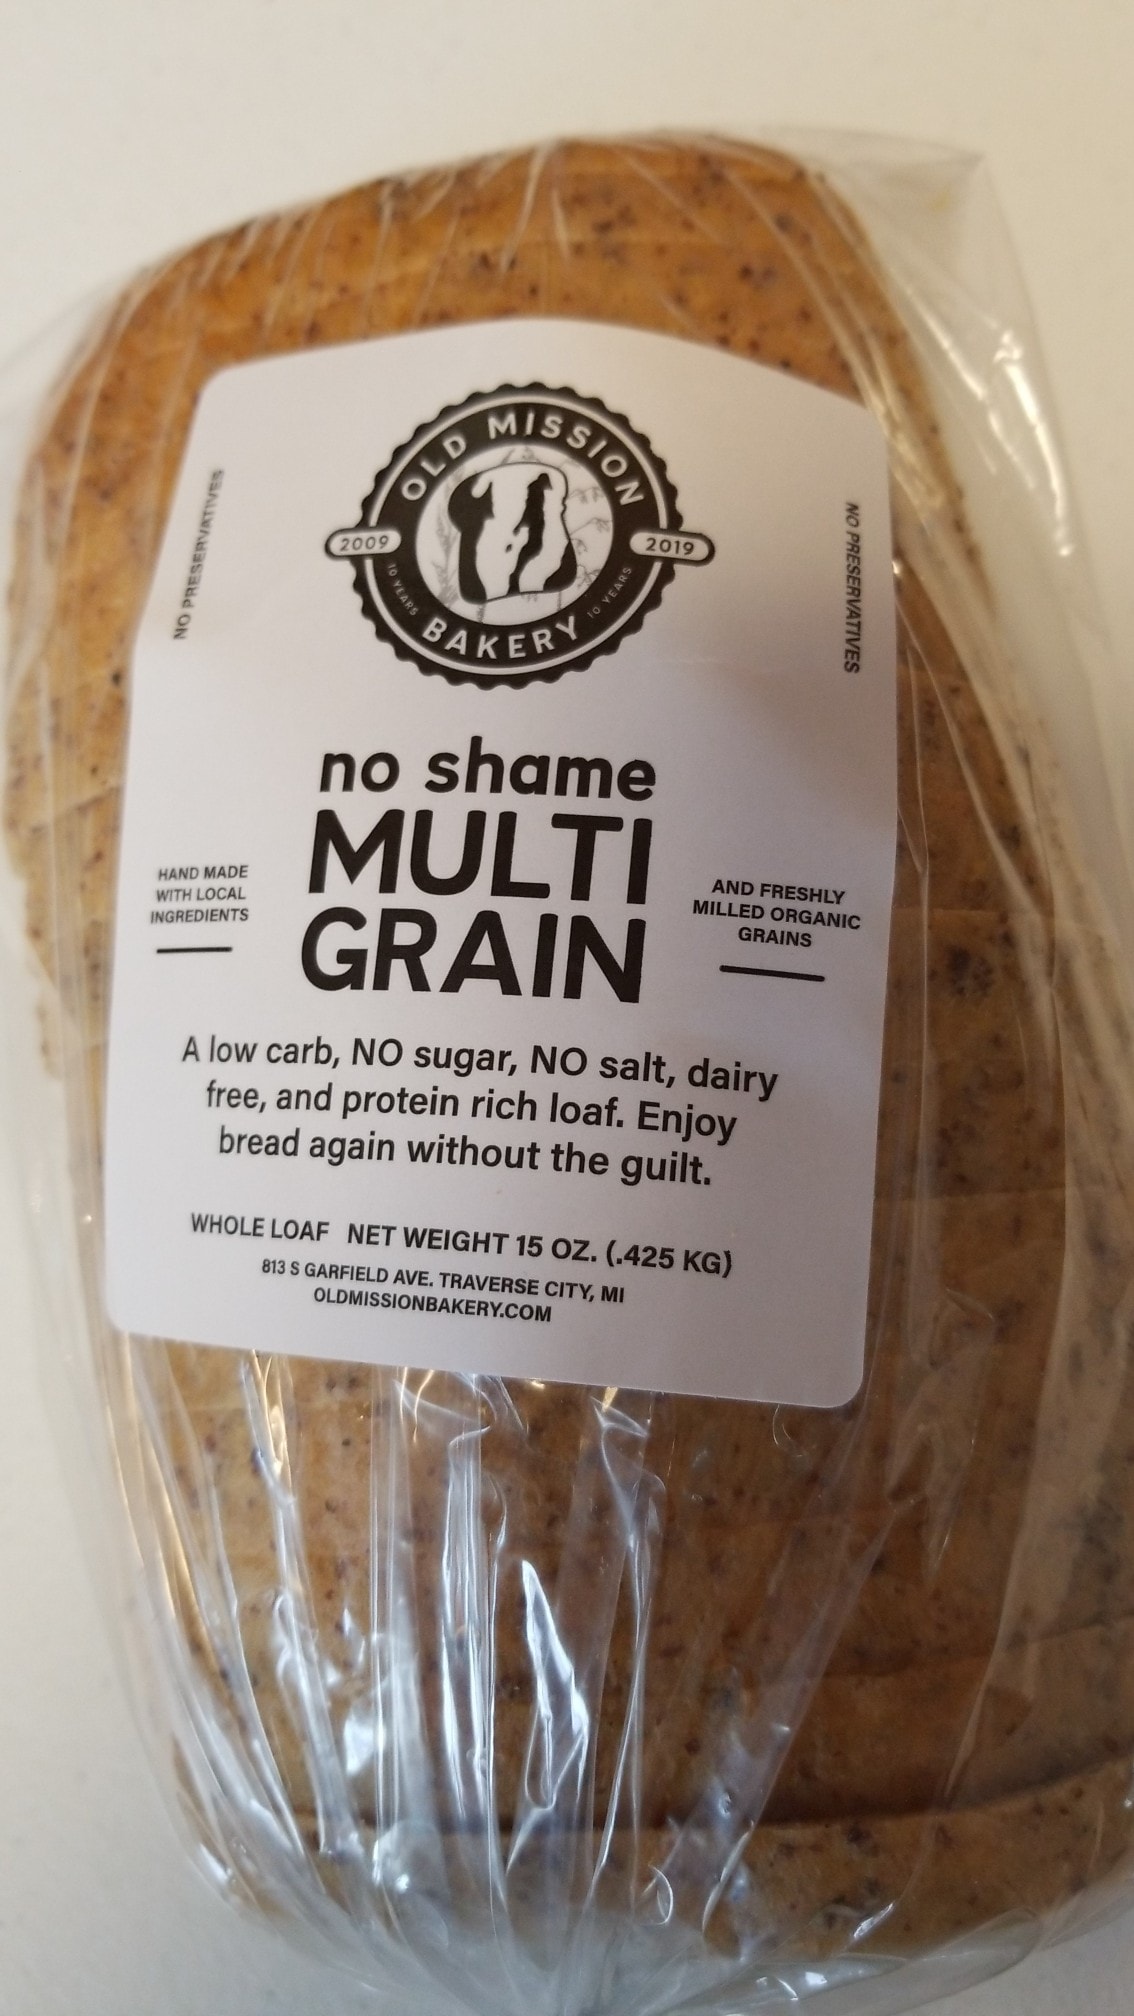 OLD MISSION
2009
2019
10 YEARS
10 YEARS
BAKERY
NO PRESERVATIVES
NO PRESERVATIVES
no shame
MULTI
GRAIN
HAND MADE
WITH LOCAL
INGREDIENTS
AND FRESHLY
MILLED ORGANIC
GRAINS
A low carb, NO sugar, NO salt, dairy
free, and protein rich loaf. Enjoy
bread again without the guilt.
WHOLE LOAF NET WEIGHT 15 OZ. (.425 KG)
813 S GARFIELD AVE. TRAVERSE CITY, MI
OLDMISSIONBAKERY.COM